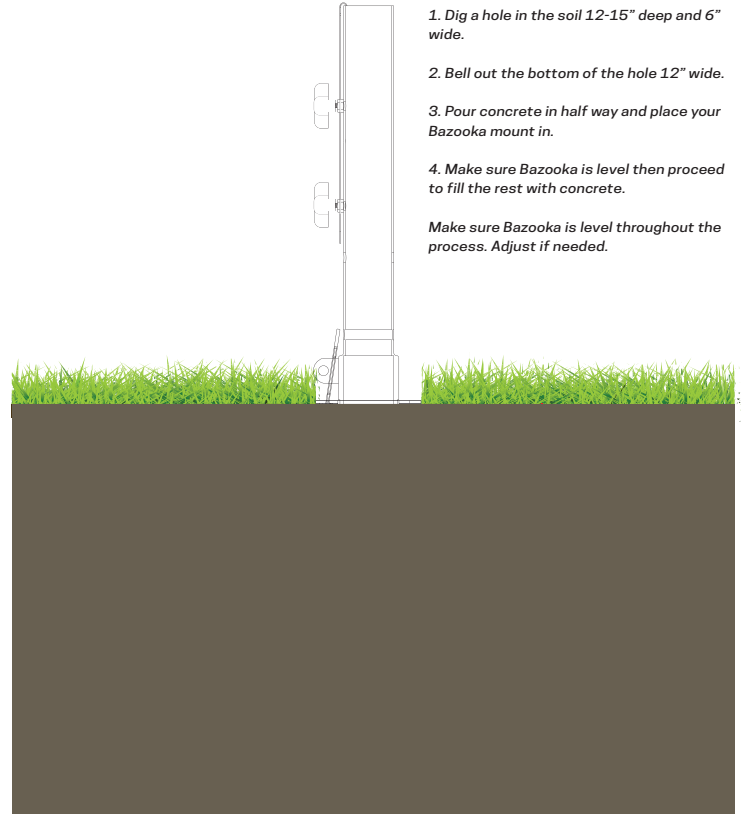 1. Dig a hole in the soil 12-15” deep and 6”
wide.
2. Bell out the bottom of the hole 12” wide.
3. Pour concrete in half way and place your
Bazooka mount in.
4. Make sure Bazooka is level then proceed
to fill the rest with concrete.
Make sure Bazooka is level throughout the
process. Adjust if needed.